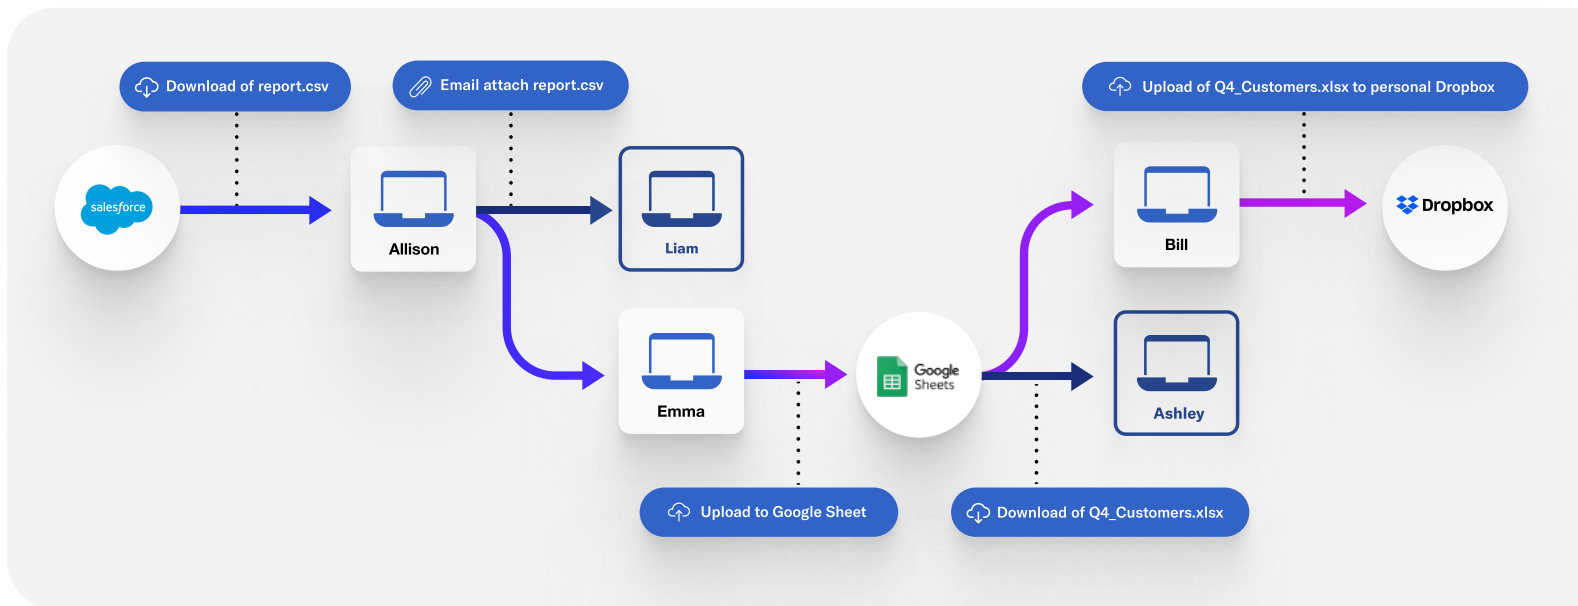 Download of report.csv
Email attach report.csv
Upload of Q4_Customers.xlsx to personal Dropbox
salesforce
Allison
Liam
Bill
Dropbox
Emma
Google
Sheets
Ashley
Upload to Google Sheet
Download of Q4_Customers.xlsx